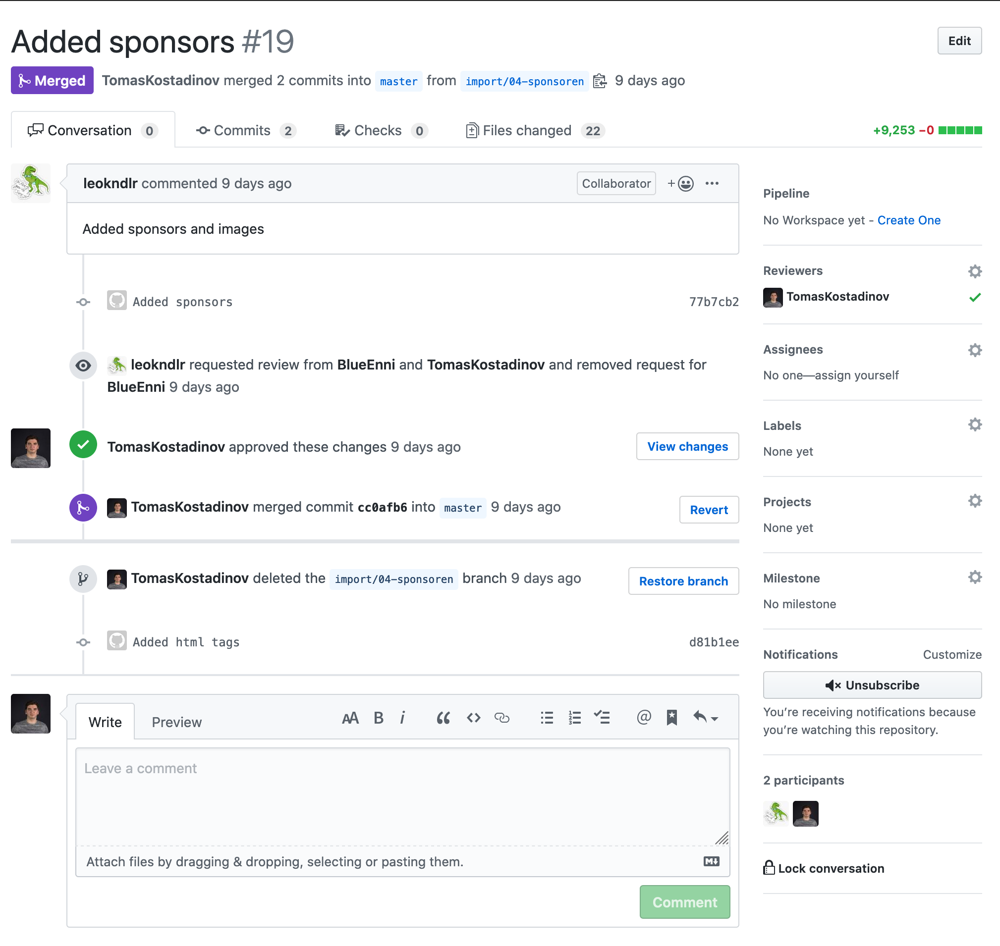 Added sponsors #19
Edit
Merged TomasKostadinov merged 2 commits into master from import/04-sponsoren 9 days ago
Conversation 0 Commits 2 Checks 0 Files changed 22 +9,253 −0
leokndlr commented 9 days ago Collaborator
Added sponsors and images
Added sponsors 77b7cb2
leokndlr requested review from BlueEnni and TomasKostadinov and removed request for
BlueEnni 9 days ago
TomasKostadinov approved these changes 9 days ago View changes
TomasKostadinov merged commit cc0afb6 into master 9 days ago Revert
TomasKostadinov deleted the import/04-sponsoren branch 9 days ago Restore branch
Added html tags d81b1ee
Write Preview
Leave a comment
Attach files by dragging & dropping, selecting or pasting them.
Comment
Pipeline
No Workspace yet - Create One
Reviewers
TomasKostadinov
Assignees
No one—assign yourself
Labels
None yet
Projects
None yet
Milestone
No milestone
Notifications Customize
Unsubscribe
You’re receiving notifications because
you’re watching this repository.
2 participants
Lock conversation